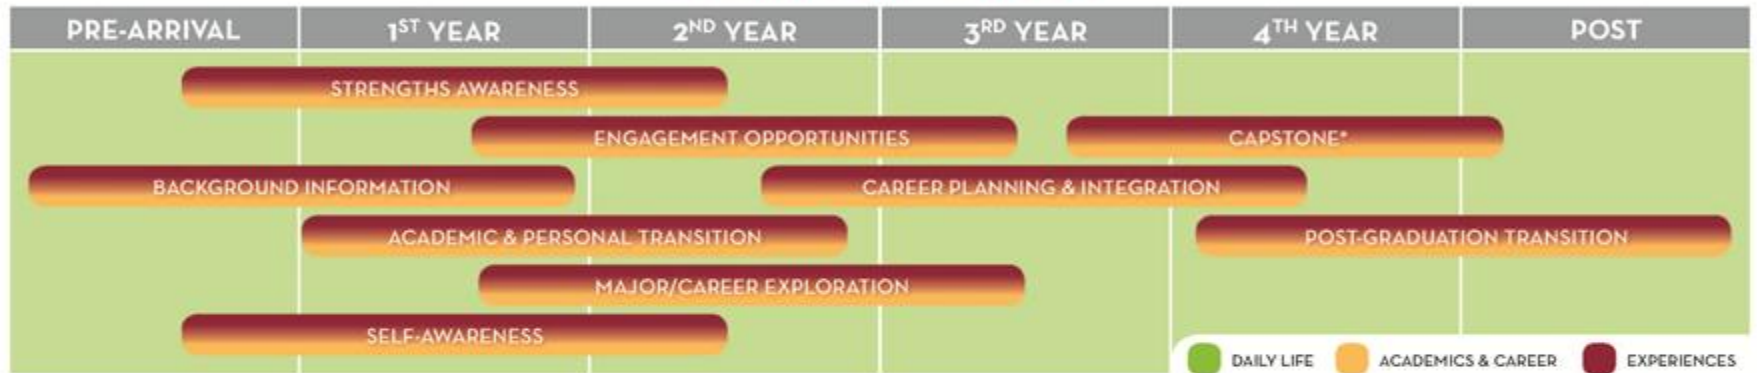 PRE-ARRIVAL 1ST YEAR 2ND YEAR 3RD YEAR 4TH YEAR POST
STRENGTHS AWARENESS
ENGAGEMENT OPPORTUNITIES CAPSTONE*
BACKGROUND INFORMATION CAREER PLANNING & INTEGRATION
ACADEMIC & PERSONAL TRANSITION POST-GRADUATION TRANSITION
MAJOR/CAREER EXPLORATION
SELF-AWARENESS
DAILY LIFE ACADEMICS & CAREER EXPERIENCES